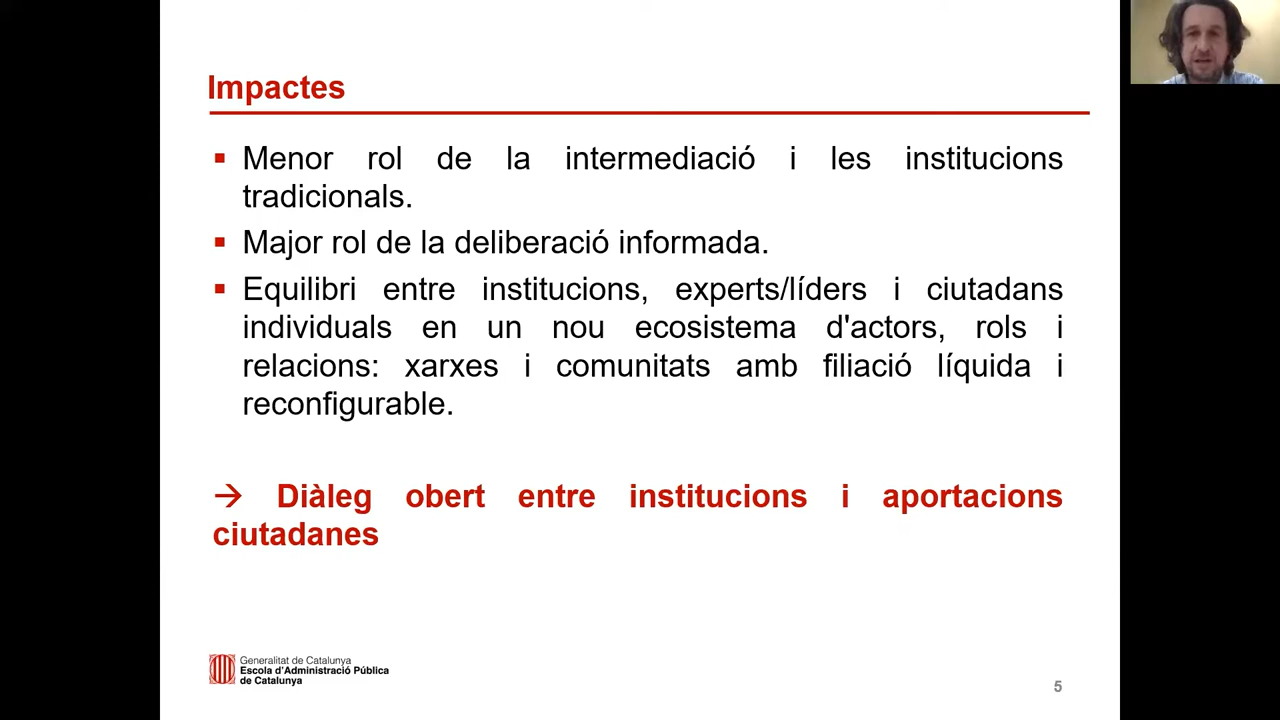 Impactes
▪ Menor rol de la intermediació i les institucions
tradicionals.
▪ Major rol de la deliberació informada.
▪ Equilibri entre institucions, experts/líders i ciutadans
individuals en un nou ecosistema d'actors, rols i
relacions: xarxes i comunitats amb filiació líquida i
reconfigurable.
→ Diàleg obert entre institucions i aportacions
ciutadanes
Generalitat de Catalunya
Escola d'Administració Pública
de Catalunya
5